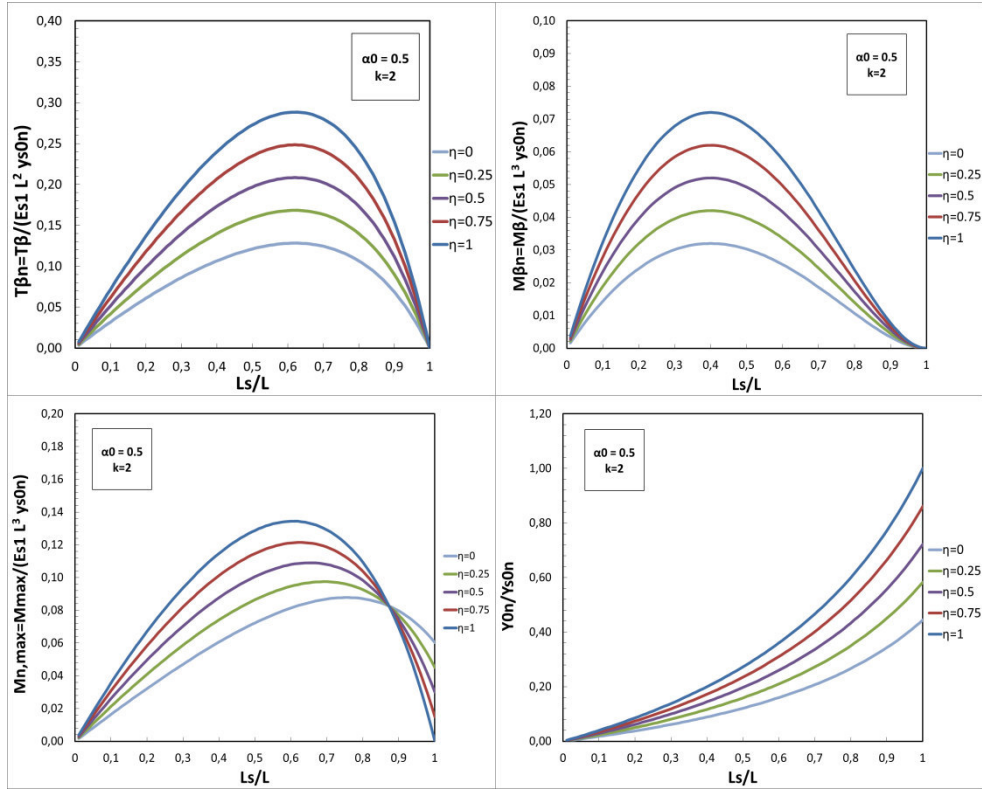 Tβn=Tβ/(Es1 L² ys0n)
0,40
0,35
0,30
0,25
0,20
0,15
0,10
0,05
0,00
α0 = 0.5
k=2
η=0
η=0.25
η=0.5
η=0.75
η=1
0 0,1 0,2 0,3 0,4 0,5 0,6 0,7 0,8 0,9 1
Ls/L
Mβn=Mβ/(Es1 L³ ys0n)
0,10
0,09
0,08
0,07
0,06
0,05
0,04
0,03
0,02
0,01
0,00
α0 = 0.5
k=2
η=0
η=0.25
η=0.5
η=0.75
η=1
0 0,1 0,2 0,3 0,4 0,5 0,6 0,7 0,8 0,9 1
Ls/L
Mn,max=Mmax/(Es1 L³ ys0n)
0,20
0,18
0,16
0,14
0,12
0,10
0,08
0,06
0,04
0,02
0,00
α0 = 0.5
k=2
η=0
η=0.25
η=0.5
η=0.75
η=1
0 0,1 0,2 0,3 0,4 0,5 0,6 0,7 0,8 0,9 1
Ls/L
Y0n/Ys0n
1,20
1,00
0,80
0,60
0,40
0,20
0,00
α0 = 0.5
k=2
η=0
η=0.25
η=0.5
η=0.75
η=1
0 0,1 0,2 0,3 0,4 0,5 0,6 0,7 0,8 0,9 1
Ls/L